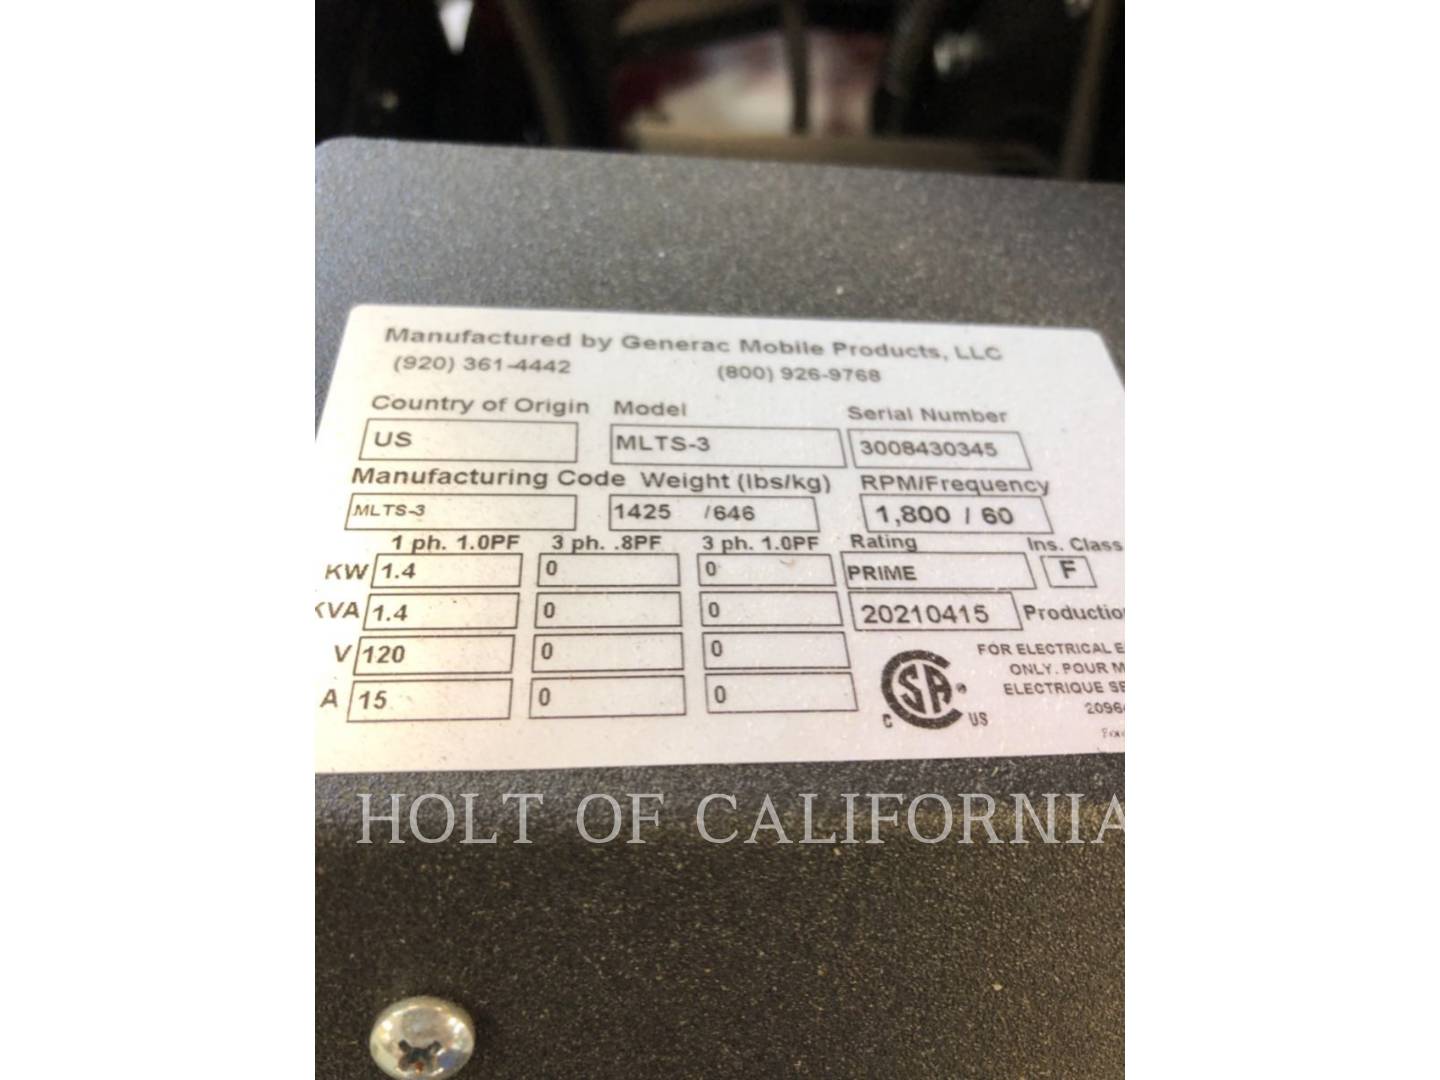 Manufactured by Generac Mobile Products, LLC
(920) 361-4442 (800) 926-9768
Country of Origin Model Serial Number
US MLTS-3 3008430345
Manufacturing Code Weight (lbs/kg) RPM/Frequency
MLTS-3 1425 /646 1,800 / 60
1 ph. 1.0PF 3 ph. .8PF 3 ph. 1.0PF Rating Ins. Class
KW 1.4 0 0 PRIME F
KVA 1.4 0 0 20210415 Productio
V 120 0 0
A 15 0 0
FOR ELECTRICAL E
ONLY. POUR M
ELECTRIQUE SE
2096
CSA ®
C US
HOLT OF CALIFORNIA